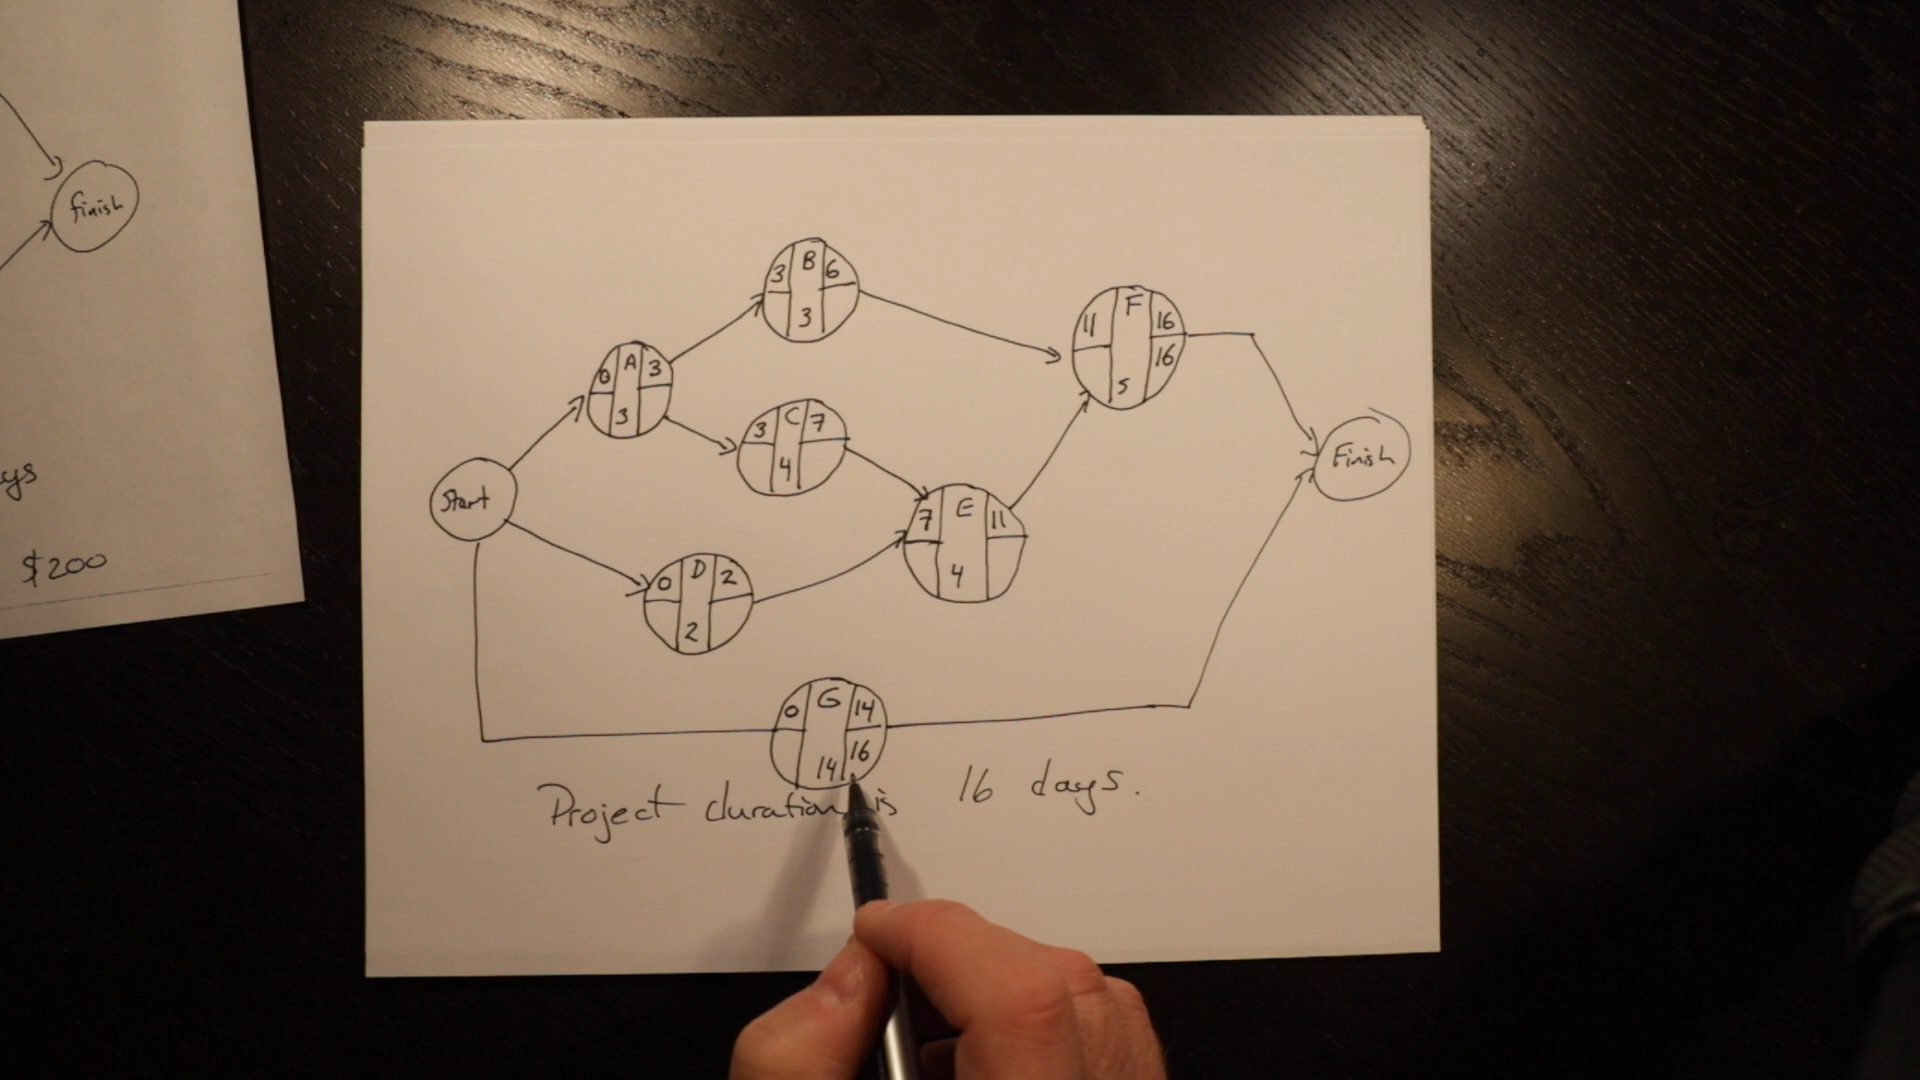 finish
ys
$200
B
3 6
3
F
11 16
16
5
A
0 3
3
C
3 7
4
Finish
Start
E
7 11
4
D
0 2
2
G
0 14
16
14
Project duration is 16 days.